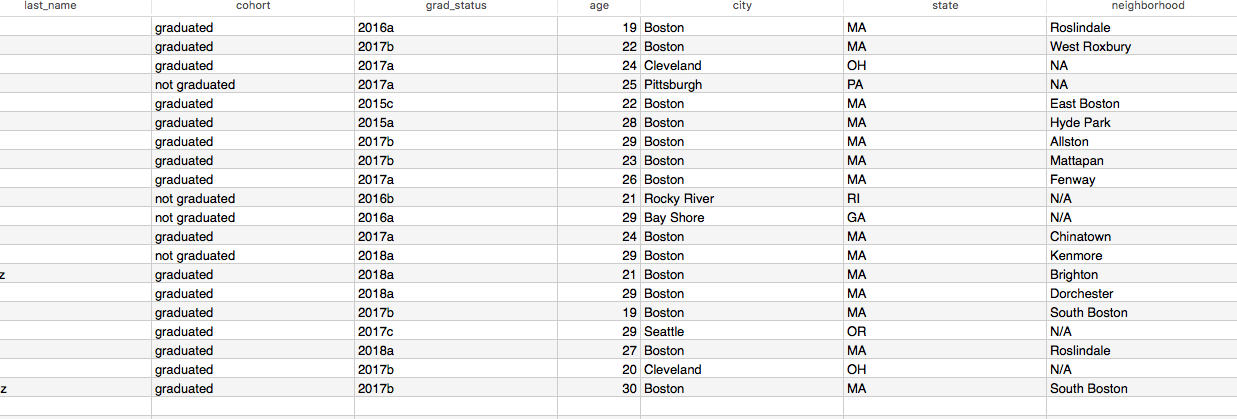 last_name cohort grad_status age city state neighborhood
graduated 2016a 19 Boston MA Roslindale
graduated 2017b 22 Boston MA West Roxbury
graduated 2017a 24 Cleveland OH NA
not graduated 2017a 25 Pittsburgh PA NA
graduated 2015c 22 Boston MA East Boston
graduated 2015a 28 Boston MA Hyde Park
graduated 2017b 29 Boston MA Allston
graduated 2017b 23 Boston MA Mattapan
graduated 2017a 26 Boston MA Fenway
not graduated 2016b 21 Rocky River RI N/A
not graduated 2016a 29 Bay Shore GA N/A
graduated 2017a 24 Boston MA Chinatown
not graduated 2018a 29 Boston MA Kenmore
z graduated 2018a 21 Boston MA Brighton
graduated 2018a 29 Boston MA Dorchester
graduated 2017b 19 Boston MA South Boston
graduated 2017c 29 Seattle OR N/A
graduated 2018a 27 Boston MA Roslindale
graduated 2017b 20 Cleveland OH N/A
z graduated 2017b 30 Boston MA South Boston